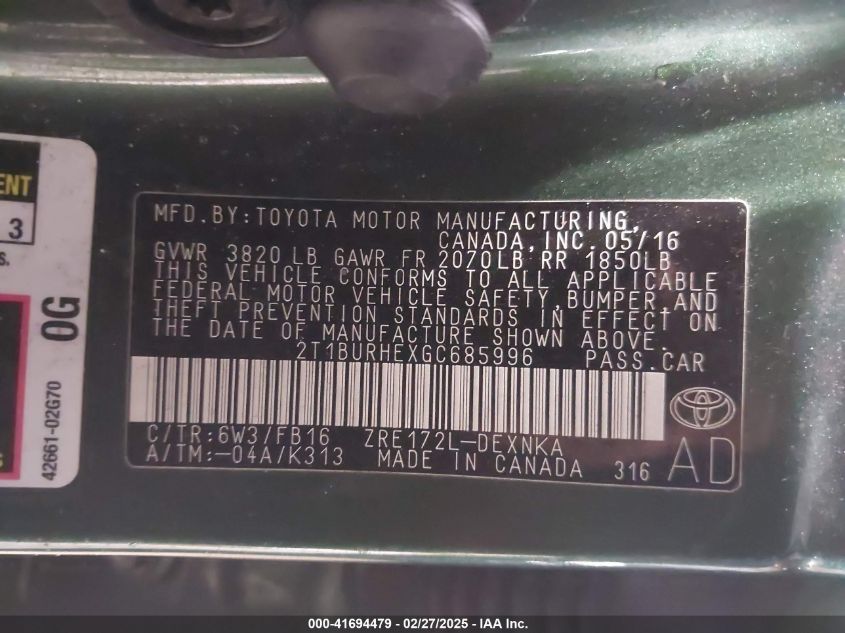 ENT
3
S.
0G
42661-02G70
MFD.BY:TOYOTA MOTOR MANUFACTURING,
CANADA,INC. 05/16
GVWR 3820 LB GAWR FR 2070LB RR 1850LB
THIS VEHICLE CONFORMS TO ALL APPLICABLE
FEDERAL MOTOR VEHICLE SAFETY,BUMPER,AND
THEFT PREVENTION STANDARDS IN EFFECT ON
THE DATE OF MANUFACTURE SHOWN ABOVE.
2T1BURHEXGC685996 PASS.CAR
C/TR:6W3/FB16 ZRE172L-DEXNKA
A/TM:-04A/K313 MADE IN CANADA 316 AD
000-41694479 - 02/27/2025 - IAA Inc.